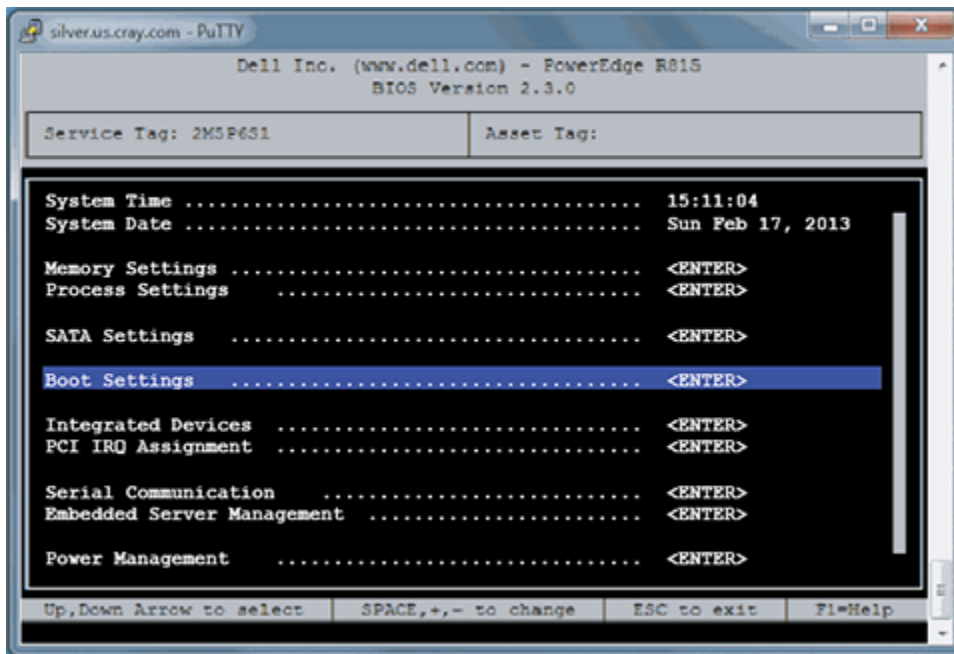 silver.us.cray.com - PuTTY
Dell Inc. (www.dell.com) - PowerEdge R815
BIOS Version 2.3.0
Service Tag: 2M5P6S1 Asset Tag:
System Time ........................................ 15:11:04
System Date ........................................ Sun Feb 17, 2013
Memory Settings .................................... <ENTER>
Process Settings ................................ <ENTER>
SATA Settings .................................... <ENTER>
Boot Settings .................................... <ENTER>
Integrated Devices ................................ <ENTER>
PCI IRQ Assignment ................................ <ENTER>
Serial Communication ............................ <ENTER>
Embedded Server Management ........................ <ENTER>
Power Management ................................ <ENTER>
Up,Down Arrow to select SPACE,+,- to change ESC to exit F1=Help